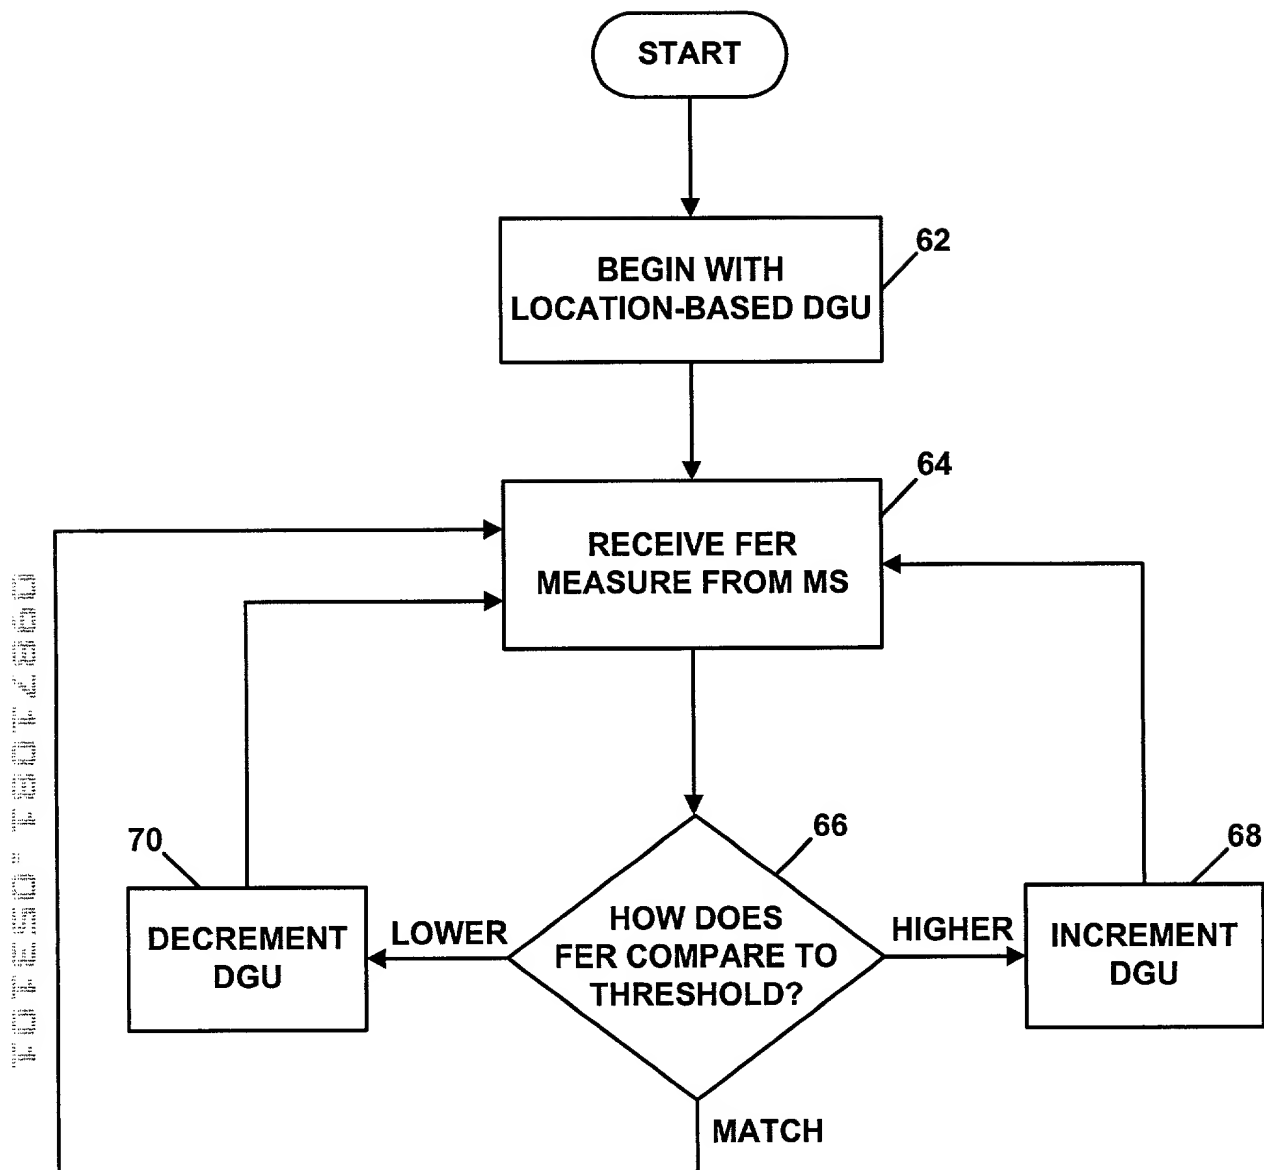 START
BEGIN WITH
LOCATION-BASED DGU
62
64
RECEIVE FER
MEASURE FROM MS
66
HOW DOES
FER COMPARE TO
THRESHOLD?
70
DECREMENT
DGU
LOWER
HIGHER
68
INCREMENT
DGU
MATCH